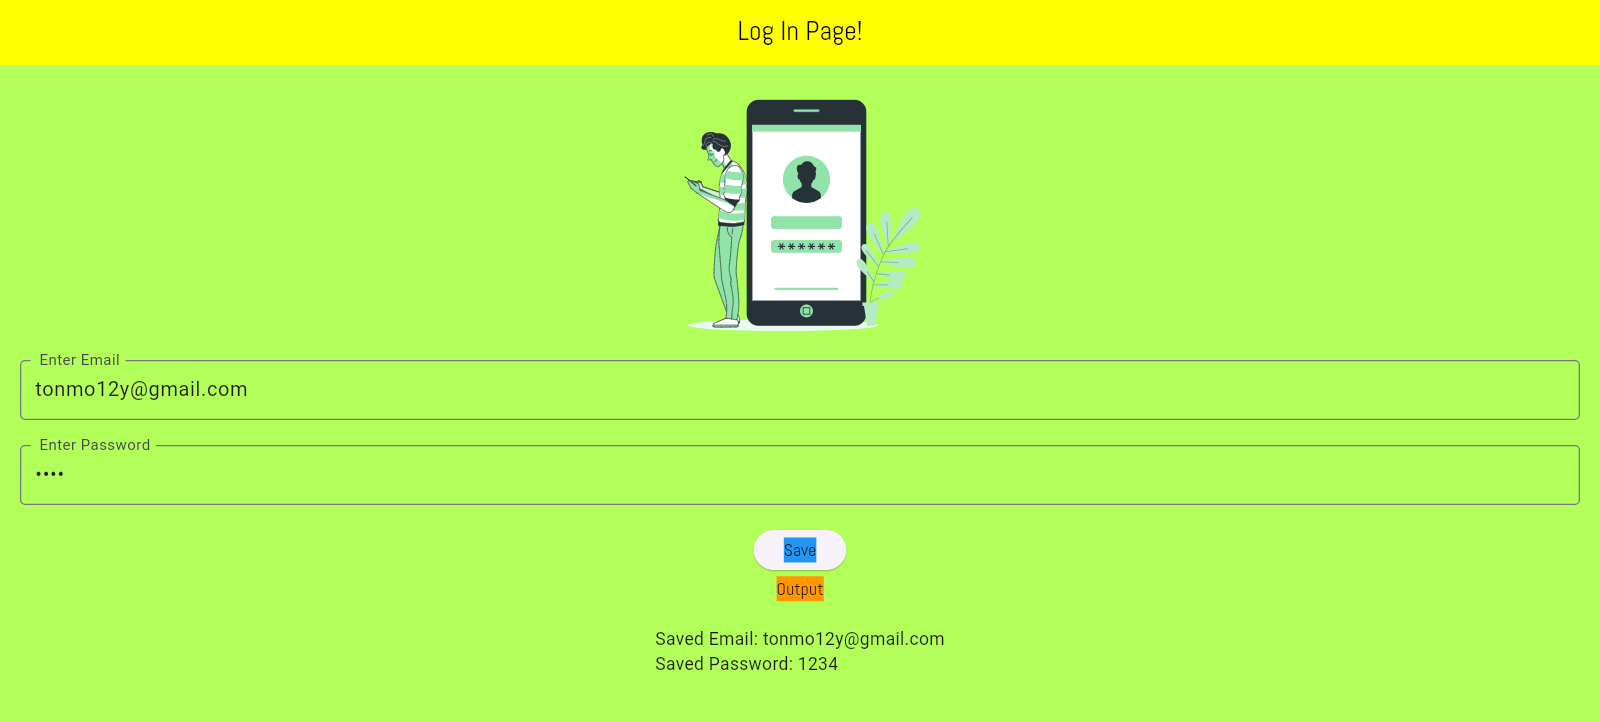 Log In Page!
******
Enter Email
tonmo12y@gmail.com
Enter Password
••••
Save
Output
Saved Email: tonmo12y@gmail.com
Saved Password: 1234